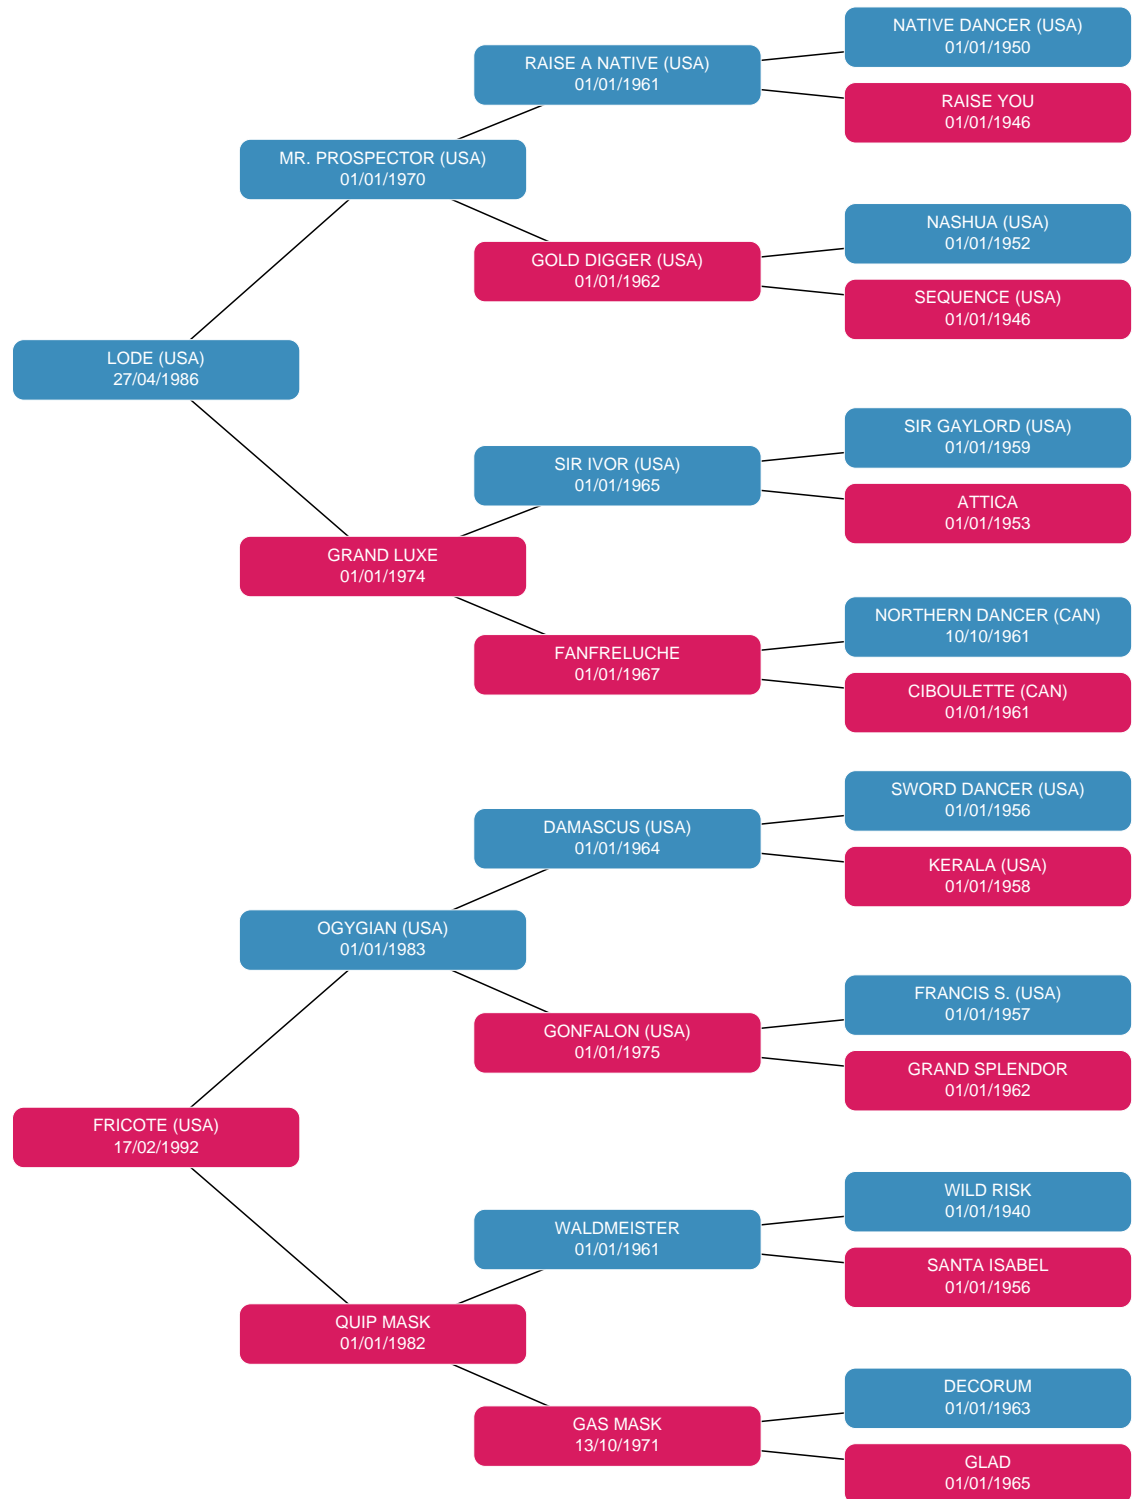 NATIVE DANCER (USA)
01/01/1950
RAISE A NATIVE (USA)
01/01/1961
RAISE YOU
01/01/1946
MR. PROSPECTOR (USA)
01/01/1970
NASHUA (USA)
01/01/1952
GOLD DIGGER (USA)
01/01/1962
SEQUENCE (USA)
01/01/1946
LODE (USA)
27/04/1986
SIR GAYLORD (USA)
01/01/1959
SIR IVOR (USA)
01/01/1965
ATTICA
01/01/1953
GRAND LUXE
01/01/1974
NORTHERN DANCER (CAN)
10/10/1961
FANFRELUCHE
01/01/1967
CIBOULETTE (CAN)
01/01/1961
SWORD DANCER (USA)
01/01/1956
DAMASCUS (USA)
01/01/1964
KERALA (USA)
01/01/1958
OGYGIAN (USA)
01/01/1983
FRANCIS S. (USA)
01/01/1957
GONFALON (USA)
01/01/1975
GRAND SPLENDOR
01/01/1962
FRICOTE (USA)
17/02/1992
WILD RISK
01/01/1940
WALDMEISTER
01/01/1961
SANTA ISABEL
01/01/1956
QUIP MASK
01/01/1982
DECORUM
01/01/1963
GAS MASK
13/10/1971
GLAD
01/01/1965